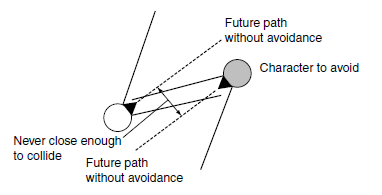 Future path
without avoidance
Character to avoid
Never close enough
to collide
Future path
without avoidance